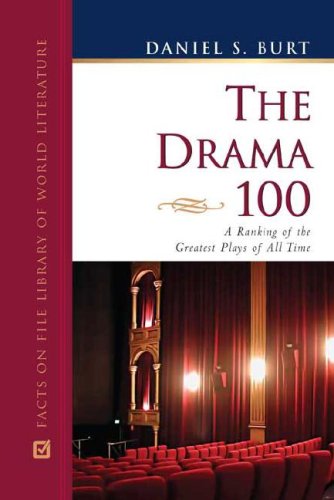 DANIEL S. BURT
THE
DRAMA
100
A Ranking of the
Greatest Plays of All Time
FACTS ON FILE LIBRARY OF WORLD LITERATURE